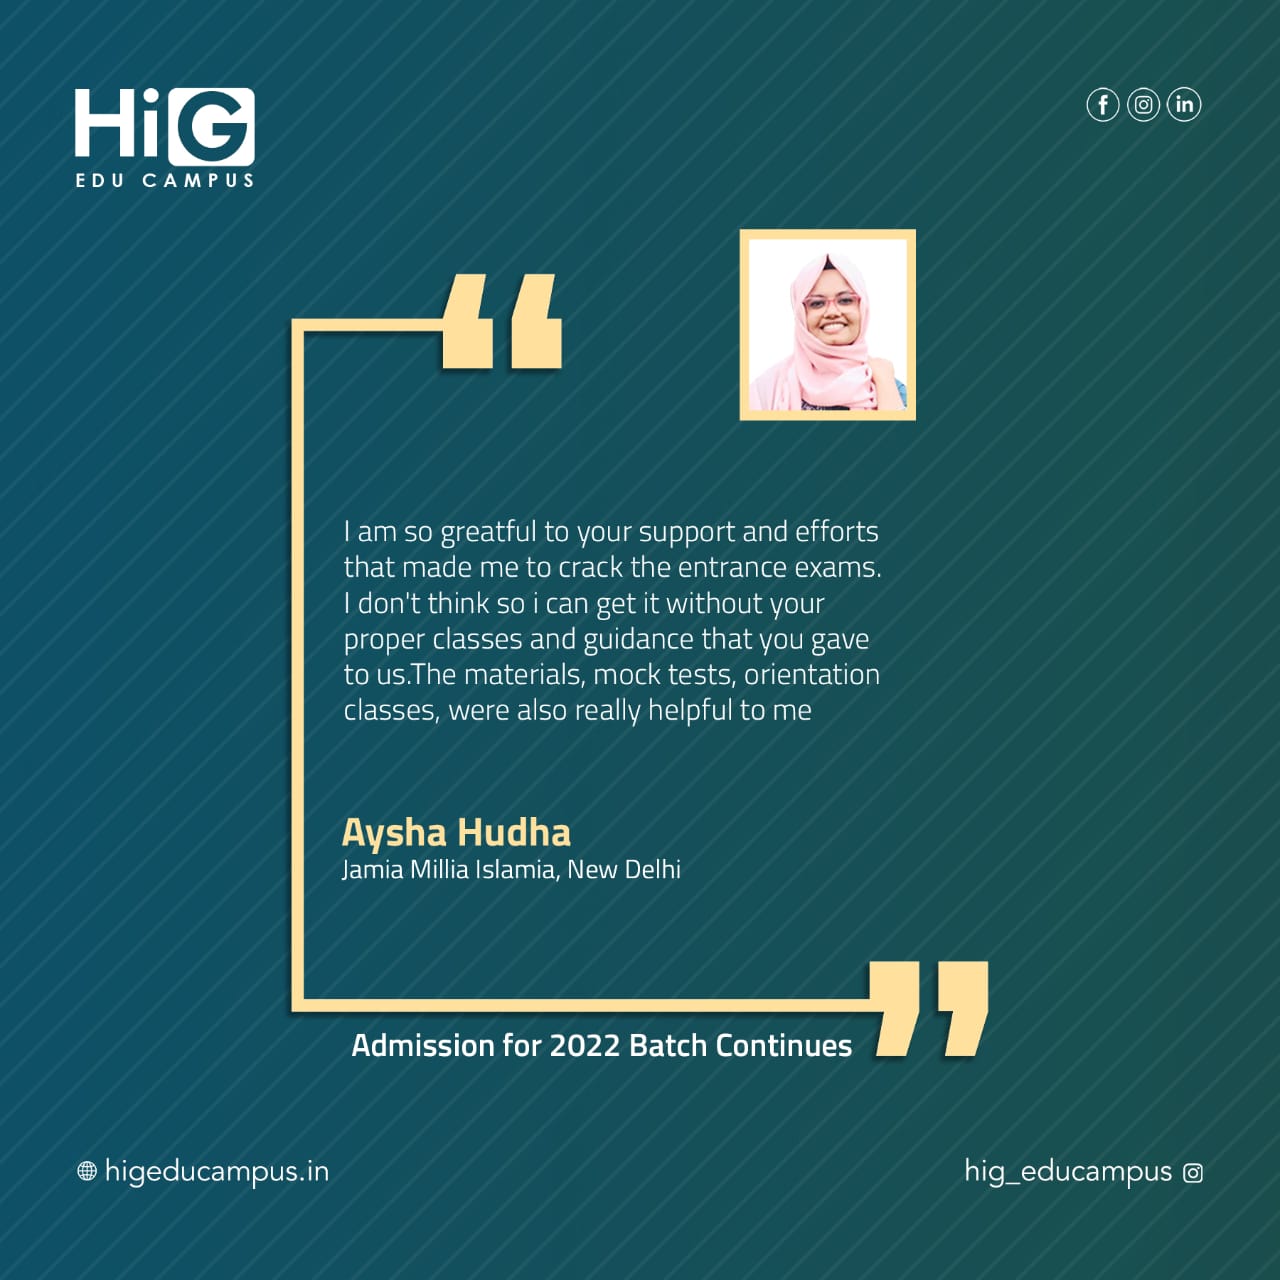 HiG
EDU CAMPUS
I am so greatful to your support and efforts
that made me to crack the entrance exams.
I don't think so i can get it without your
proper classes and guidance that you gave
to us.The materials, mock tests, orientation
classes, were also really helpful to me
Aysha Hudha
Jamia Millia Islamia, New Delhi
Admission for 2022 Batch Continues
higeducampus.in
hig_educampus